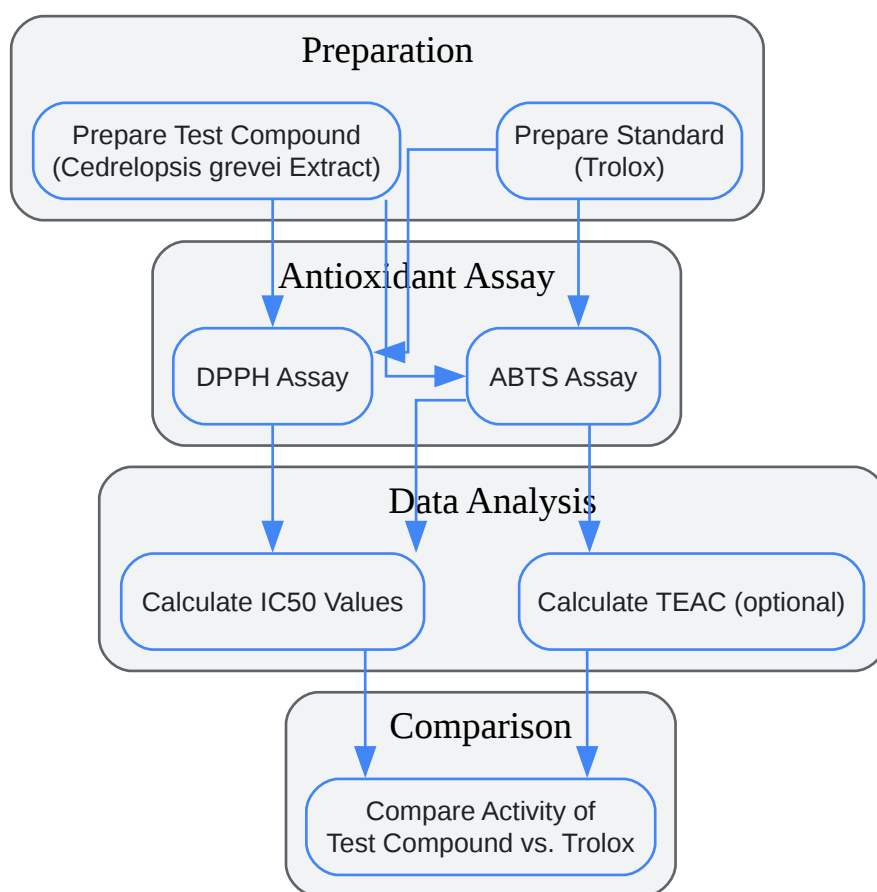 Preparation
Prepare Test Compound
(Cedrelopsis grevei Extract)
Prepare Standard
(Trolox)
Antioxidant Assay
DPPH Assay
ABTS Assay
Data Analysis
Calculate IC50 Values
Calculate TEAC (optional)
Comparison
Compare Activity of
Test Compound vs. Trolox